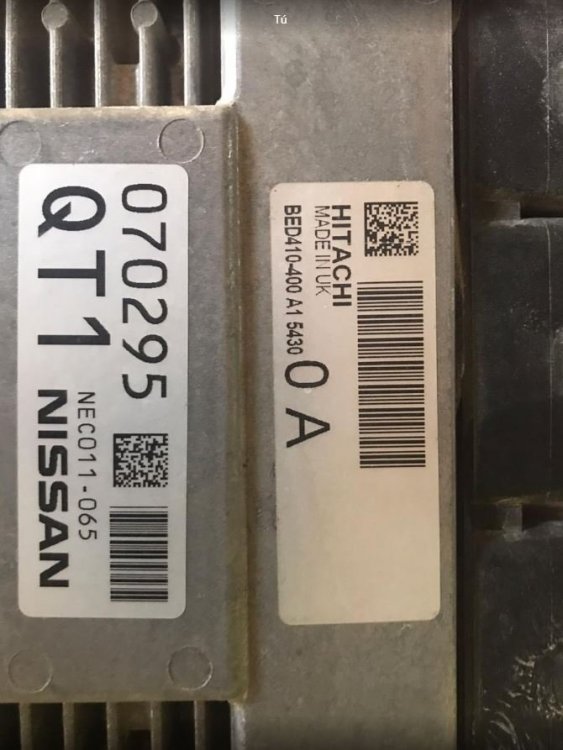 Tú
070295
QT1
NEC011-065
NISSAN
HITACHI
MADE IN UK
BED410-400 A1 5430 0 A